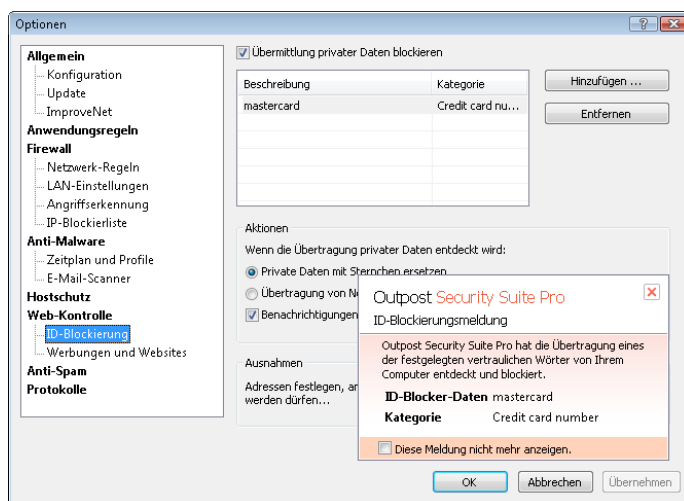 Optionen
Allgemein
Konfiguration
Update
ImproveNet
Anwendungsregeln
Firewall
Netzwerk-Regeln
LAN-Einstellungen
Angriffserkennung
IP-Blockierliste
Anti-Malware
Zeitplan und Profile
E-Mail-Scanner
Hostschutz
Web-Kontrolle
ID-Blockierung
Werbungen und Websites
Anti-Spam
Protokolle
Übermittlung privater Daten blockieren
Beschreibung Kategorie
mastercard Credit card nu...
Hinzufügen ...
Entfernen
Aktionen
Wenn die Übertragung privater Daten entdeckt wird:
Private Daten mit Sternchen ersetzen
Übertragung von
Benachrichtigungen
Ausnahmen
Adressen festlegen,
werden dürfen...
Outpost Security Suite Pro
ID-Blockierungsmeldung
Outpost Security Suite Pro hat die Übertragung eines
der festgelegten vertraulichen Wörter von Ihrem
Computer entdeckt und blockiert.
ID-Blocker-Daten mastercard
Kategorie Credit card number
Diese Meldung nicht mehr anzeigen.
OK
Abbrechen
Übernehmen